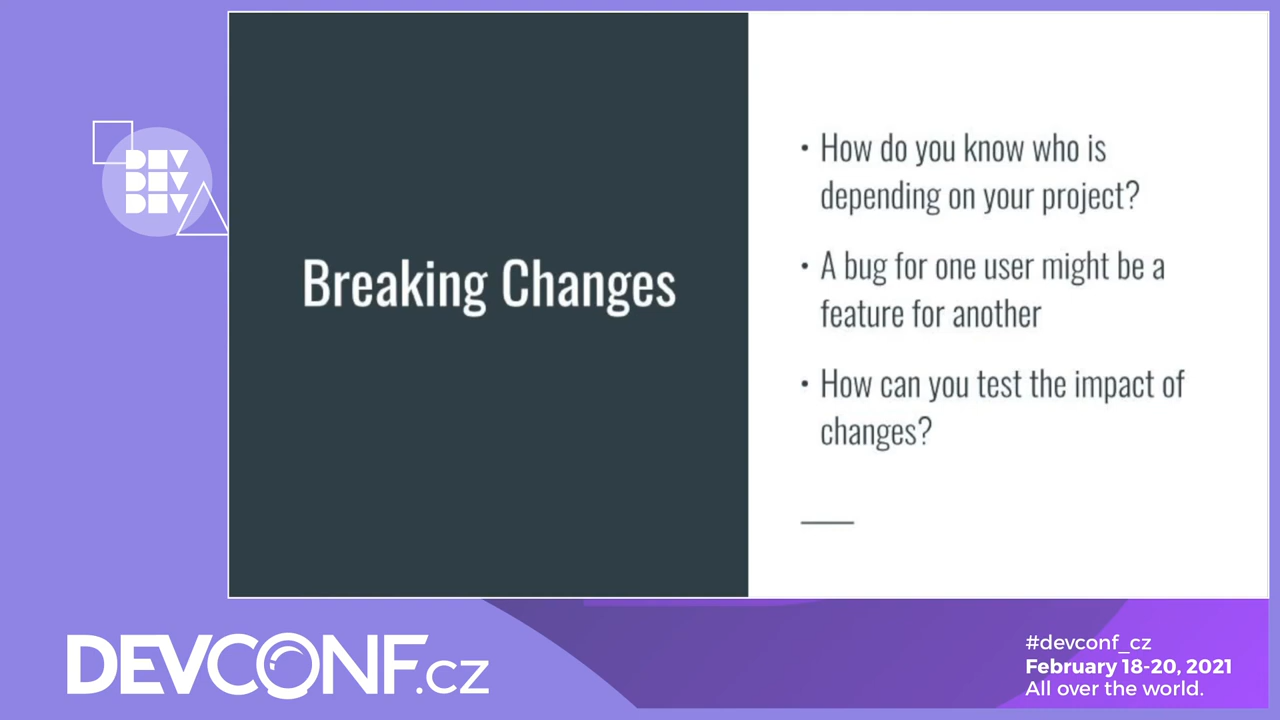 DEV
DEV
DEV
Breaking Changes
• How do you know who is
depending on your project?
• A bug for one user might be a
feature for another
• How can you test the impact of
changes?
DEVCONF.cz
#devconf_cz
February 18-20, 2021
All over the world.